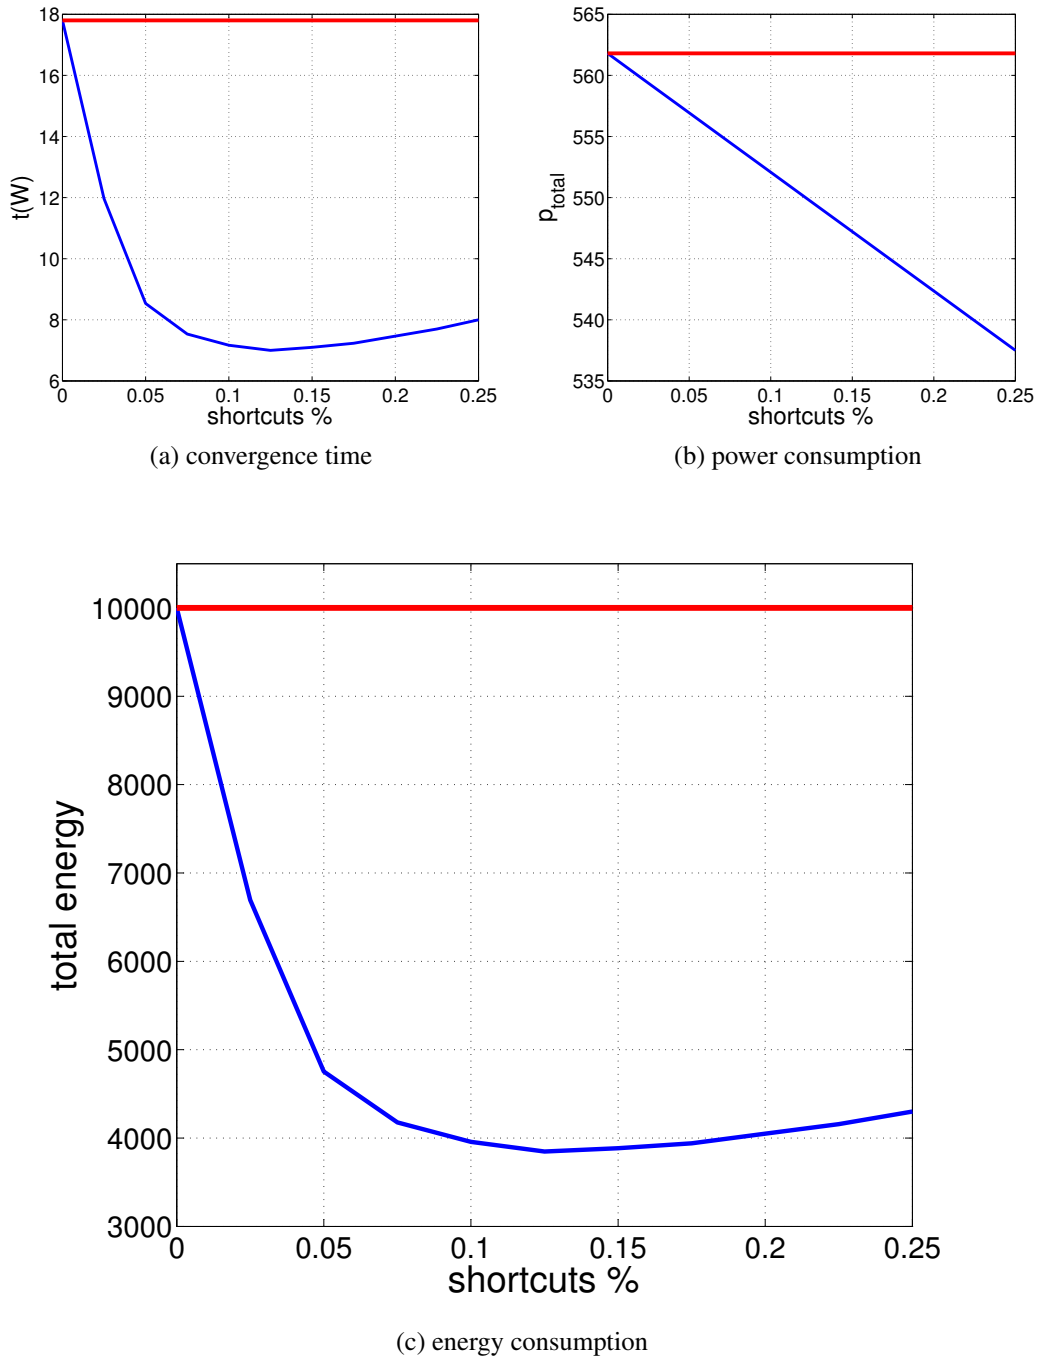 18
16
14
12
10
8
6
t(W)
0 0.05 0.1 0.15 0.2 0.25
shortcuts %
(a) convergence time
565
560
555
550
545
540
535
p_total
0 0.05 0.1 0.15 0.2 0.25
shortcuts %
(b) power consumption
10000
9000
8000
7000
6000
5000
4000
3000
total energy
0 0.05 0.1 0.15 0.2 0.25
shortcuts %
(c) energy consumption